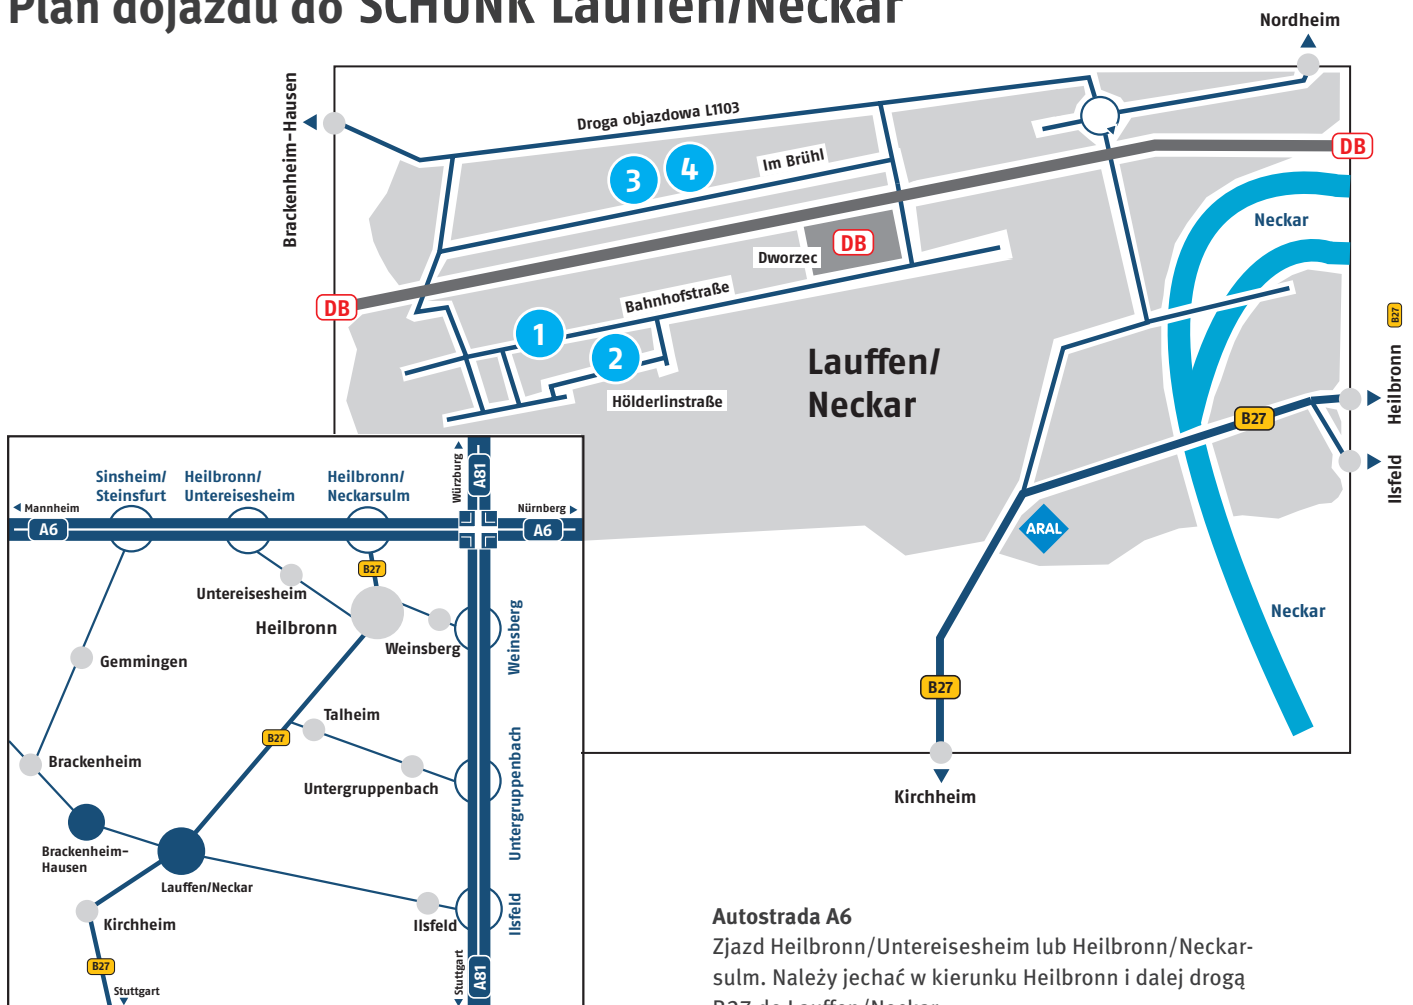 Plan dojazdu do SCHUNK Lauffen/Neckar
Nordheim
Brackenheim-Hausen
Droga objazdowa L1103
3
4
Im Brühl
DB
Neckar
Dworzec
DB
DB
Bahnhofstraße
1
2
Hölderlinstraße
Lauffen/
Neckar
B27
Heilbronn
B27
Ilsfeld
ARAL
Neckar
B27
Kirchheim
Sinsheim/
Steinsfurt
Heilbronn/
Untereisesheim
Heilbronn/
Neckarsulm
Würzburg
A81
Mannheim
Nürnberg
A6
A6
B27
Untereisesheim
Heilbronn
Weinsberg
Weinsberg
Gemmingen
Talheim
B27
Brackenheim
Untergruppenbach
Untergruppenbach
Brackenheim-
Hausen
Lauffen/Neckar
Kirchheim
Ilsfeld
Ilsfeld
B27
Stuttgart
Stuttgart
A81
Autostrada A6
Zjazd Heilbronn/Untereisesheim lub Heilbronn/Neckar-
sulm. Należy jechać w kierunku Heilbronn i dalej drogą
B27 do Lauffen/Neckar.